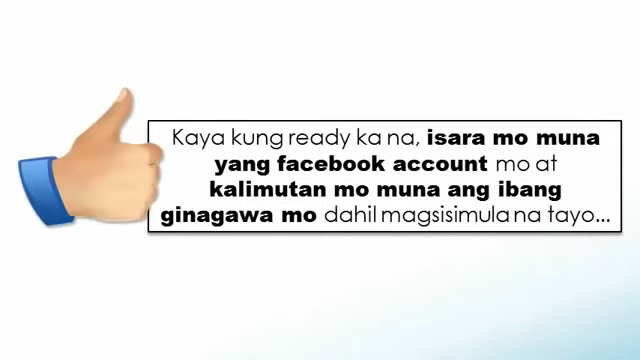 Kaya kung ready ka na, isara mo muna
yang facebook account mo at
kalimutan mo muna ang ibang
ginagawa mo dahil magsisimula na tayo...